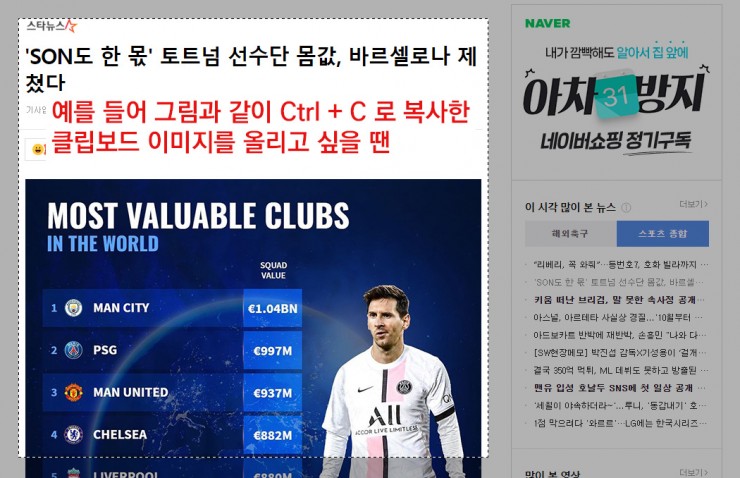 스타뉴스
'SON도 한 몫' 토트넘 선수단 몸값, 바르셀로나 제
쳤다
기사입
예를 들어 그림과 같이 Ctrl + C 로 복사한
클립보드 이미지를 올리고 싶을 땐
MOST VALUABLE CLUBS
IN THE WORLD
SQUAD
VALUE
1 MAN CITY €1.04BN
2 PSG €997M
3 MAN UNITED €937M
4 CHELSEA €882M
5 LIVERPOOL €880M
ALL
ACCOR LIVE LIMITLESS
NAVER
내가 깜빡해도 알아서 집 앞에
아차 31 방지
네이버쇼핑 정기구독
이 시각 많이 본 뉴스 더보기>
해외축구 스포츠 종합
"리베리, 꼭 와줘"…등번호7, 호화 빌라까지 …
'SON도 한 몫' 토트넘 선수단 몸값, 바르셀…
키움 떠난 브리검, 말 못한 속사정 공개…
아스널, 아르테타 사실상 경질…'10월부터 …
아드보카트 반박에 재반박, 손흥민 "나와 다…
[SW현장메모] 박진섭 감독X기성용이 '걸개…
결국 350억 먹튀, ML 데뷔도 못하고 방출된 …
맨유 입성 호날두 SNS에 첫 일상 공개 …
'세월이 야속하더라~'…루니, '동갑내기' 호…
1점 막으려다 '와르르'…LG에는 한국시리즈…
많이 본 영상 더보기>